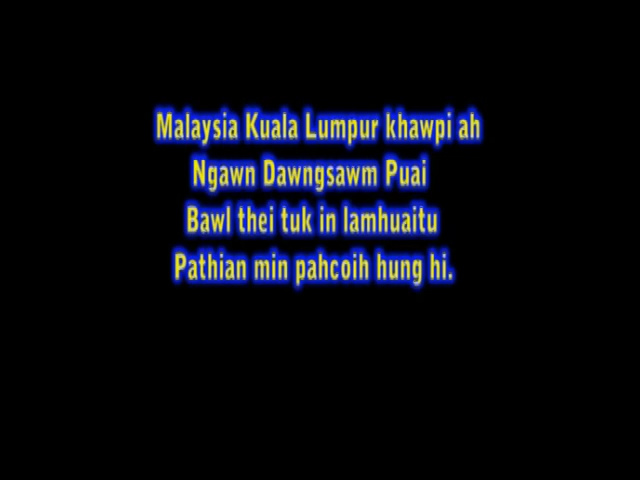 Malaysia Kuala Lumpur khawpi ah
Ngawn Dawngsawm Puai
Bawl thei tuk in lamhuaitu
Pathian min pahcoih hung hi.